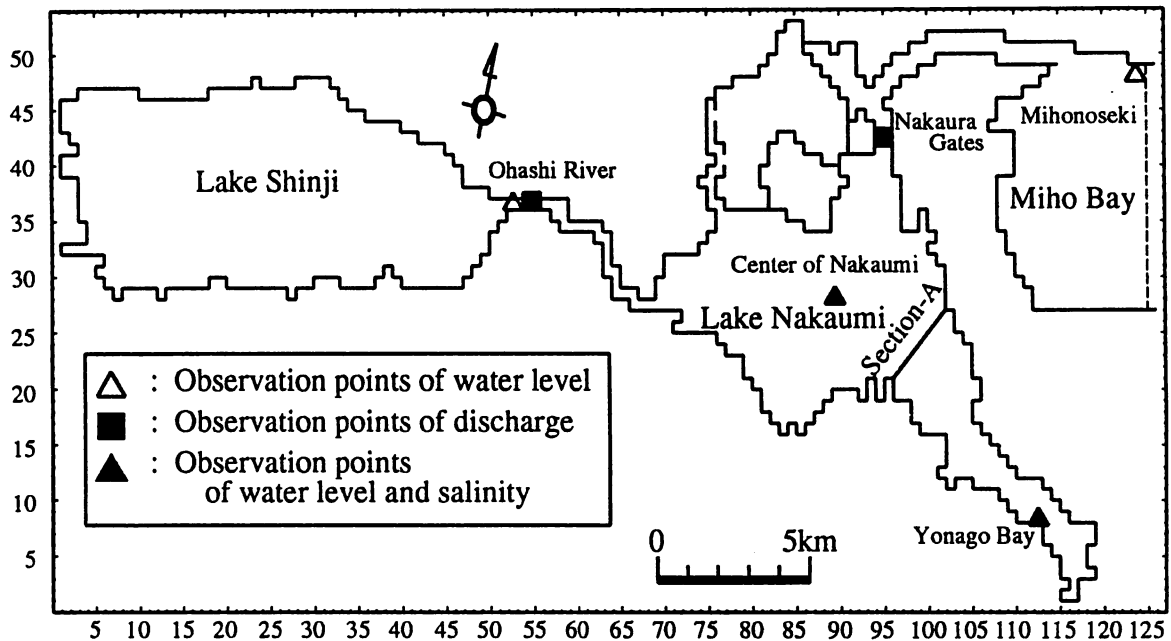 50
45
40
35
30
25
20
15
10
5
Mihonoseki
Nakaura
Gates
Ohashi River
Lake Shinji
Miho Bay
Center of Nakaumi
Lake Nakaumi
Section-A
: Observation points of water level
: Observation points of discharge
: Observation points
of water level and salinity
Yonago Bay
0 5km
5 10 15 20 25 30 35 40 45 50 55 60 65 70 75 80 85 90 95 100 105 110 115 120 125